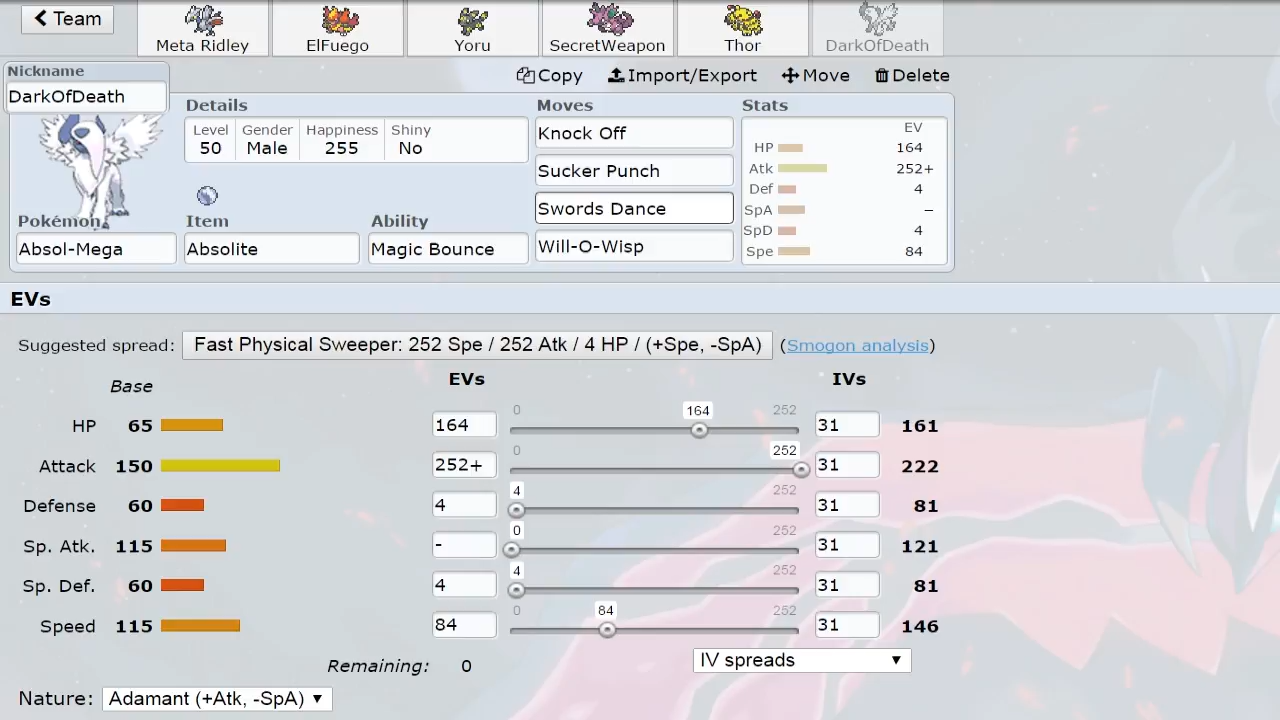 Team
Meta Ridley
ElFuego
Yoru
SecretWeapon
Thor
DarkOfDeath
Copy Import/Export Move Delete
Nickname
DarkOfDeath
Details
Level Gender Happiness Shiny
50 Male 255 No
Pokémon
Absol-Mega
Item
Absolite
Ability
Magic Bounce
Moves
Knock Off
Sucker Punch
Swords Dance
Will-O-Wisp
Stats
EV
HP 164
Atk 252+
Def 4
SpA –
SpD 4
Spe 84
EVs
Suggested spread: Fast Physical Sweeper: 252 Spe / 252 Atk / 4 HP / (+Spe, -SpA) (Smogon analysis)
Base EVs IVs
HP 65 164 0 164 252 31 161
Attack 150 252+ 0 252 31 222
Defense 60 4 4 252 31 81
Sp. Atk. 115 - 0 252 31 121
Sp. Def. 60 4 4 252 31 81
Speed 115 84 0 84 252 31 146
Remaining: 0
IV spreads
Nature: Adamant (+Atk, -SpA)